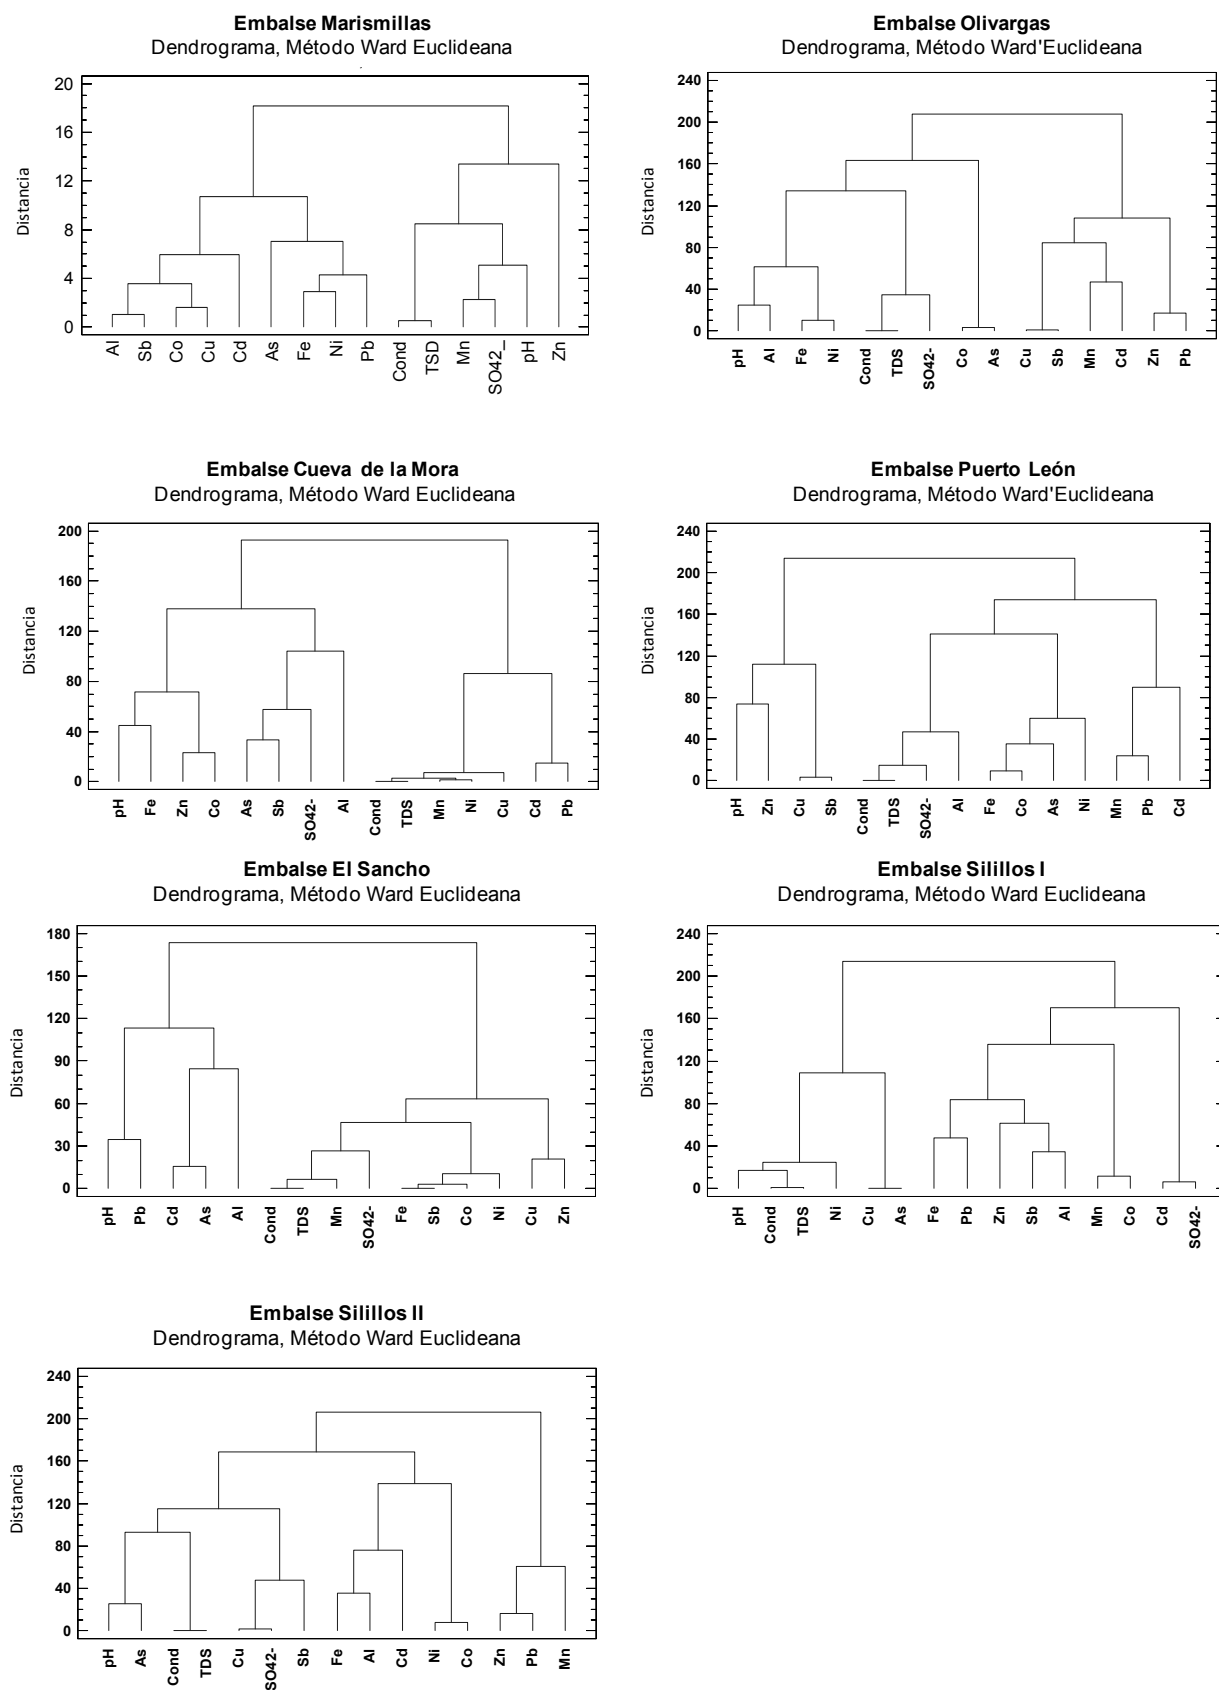 Embalse Marismillas
Dendrograma, Método Ward Euclideana
Distancia
20
16
12
8
4
0
Al Sb Co Cu Cd As Fe Ni Pb Cond TSD Mn SO42_ pH Zn
Embalse Olivargas
Dendrograma, Método Ward'Euclideana
Distancia
240
200
160
120
80
40
0
pH Al Fe Ni Cond TDS SO42- Co As Cu Sb Mn Cd Zn Pb
Embalse Cueva de la Mora
Dendrograma, Método Ward Euclideana
Distancia
200
160
120
80
40
0
pH Fe Zn Co As Sb SO42- Al Cond TDS Mn Ni Cu Cd Pb
Embalse Puerto León
Dendrograma, Método Ward'Euclideana
Distancia
240
200
160
120
80
40
0
pH Zn Cu Sb Cond TDS SO42- Al Fe Co As Ni Mn Pb Cd
Embalse El Sancho
Dendrograma, Método Ward Euclideana
Distancia
180
150
120
90
60
30
0
pH Pb Cd As Al Cond TDS Mn SO42- Fe Sb Co Ni Cu Zn
Embalse Silillos I
Dendrograma, Método Ward Euclideana
Distancia
240
200
160
120
80
40
0
pH Cond TDS Ni Cu As Fe Pb Zn Sb Al Mn Co Cd SO42-
Embalse Silillos II
Dendrograma, Método Ward Euclideana
Distancia
240
200
160
120
80
40
0
pH As Cond TDS Cu SO42- Sb Fe Al Cd Ni Co Zn Pb Mn